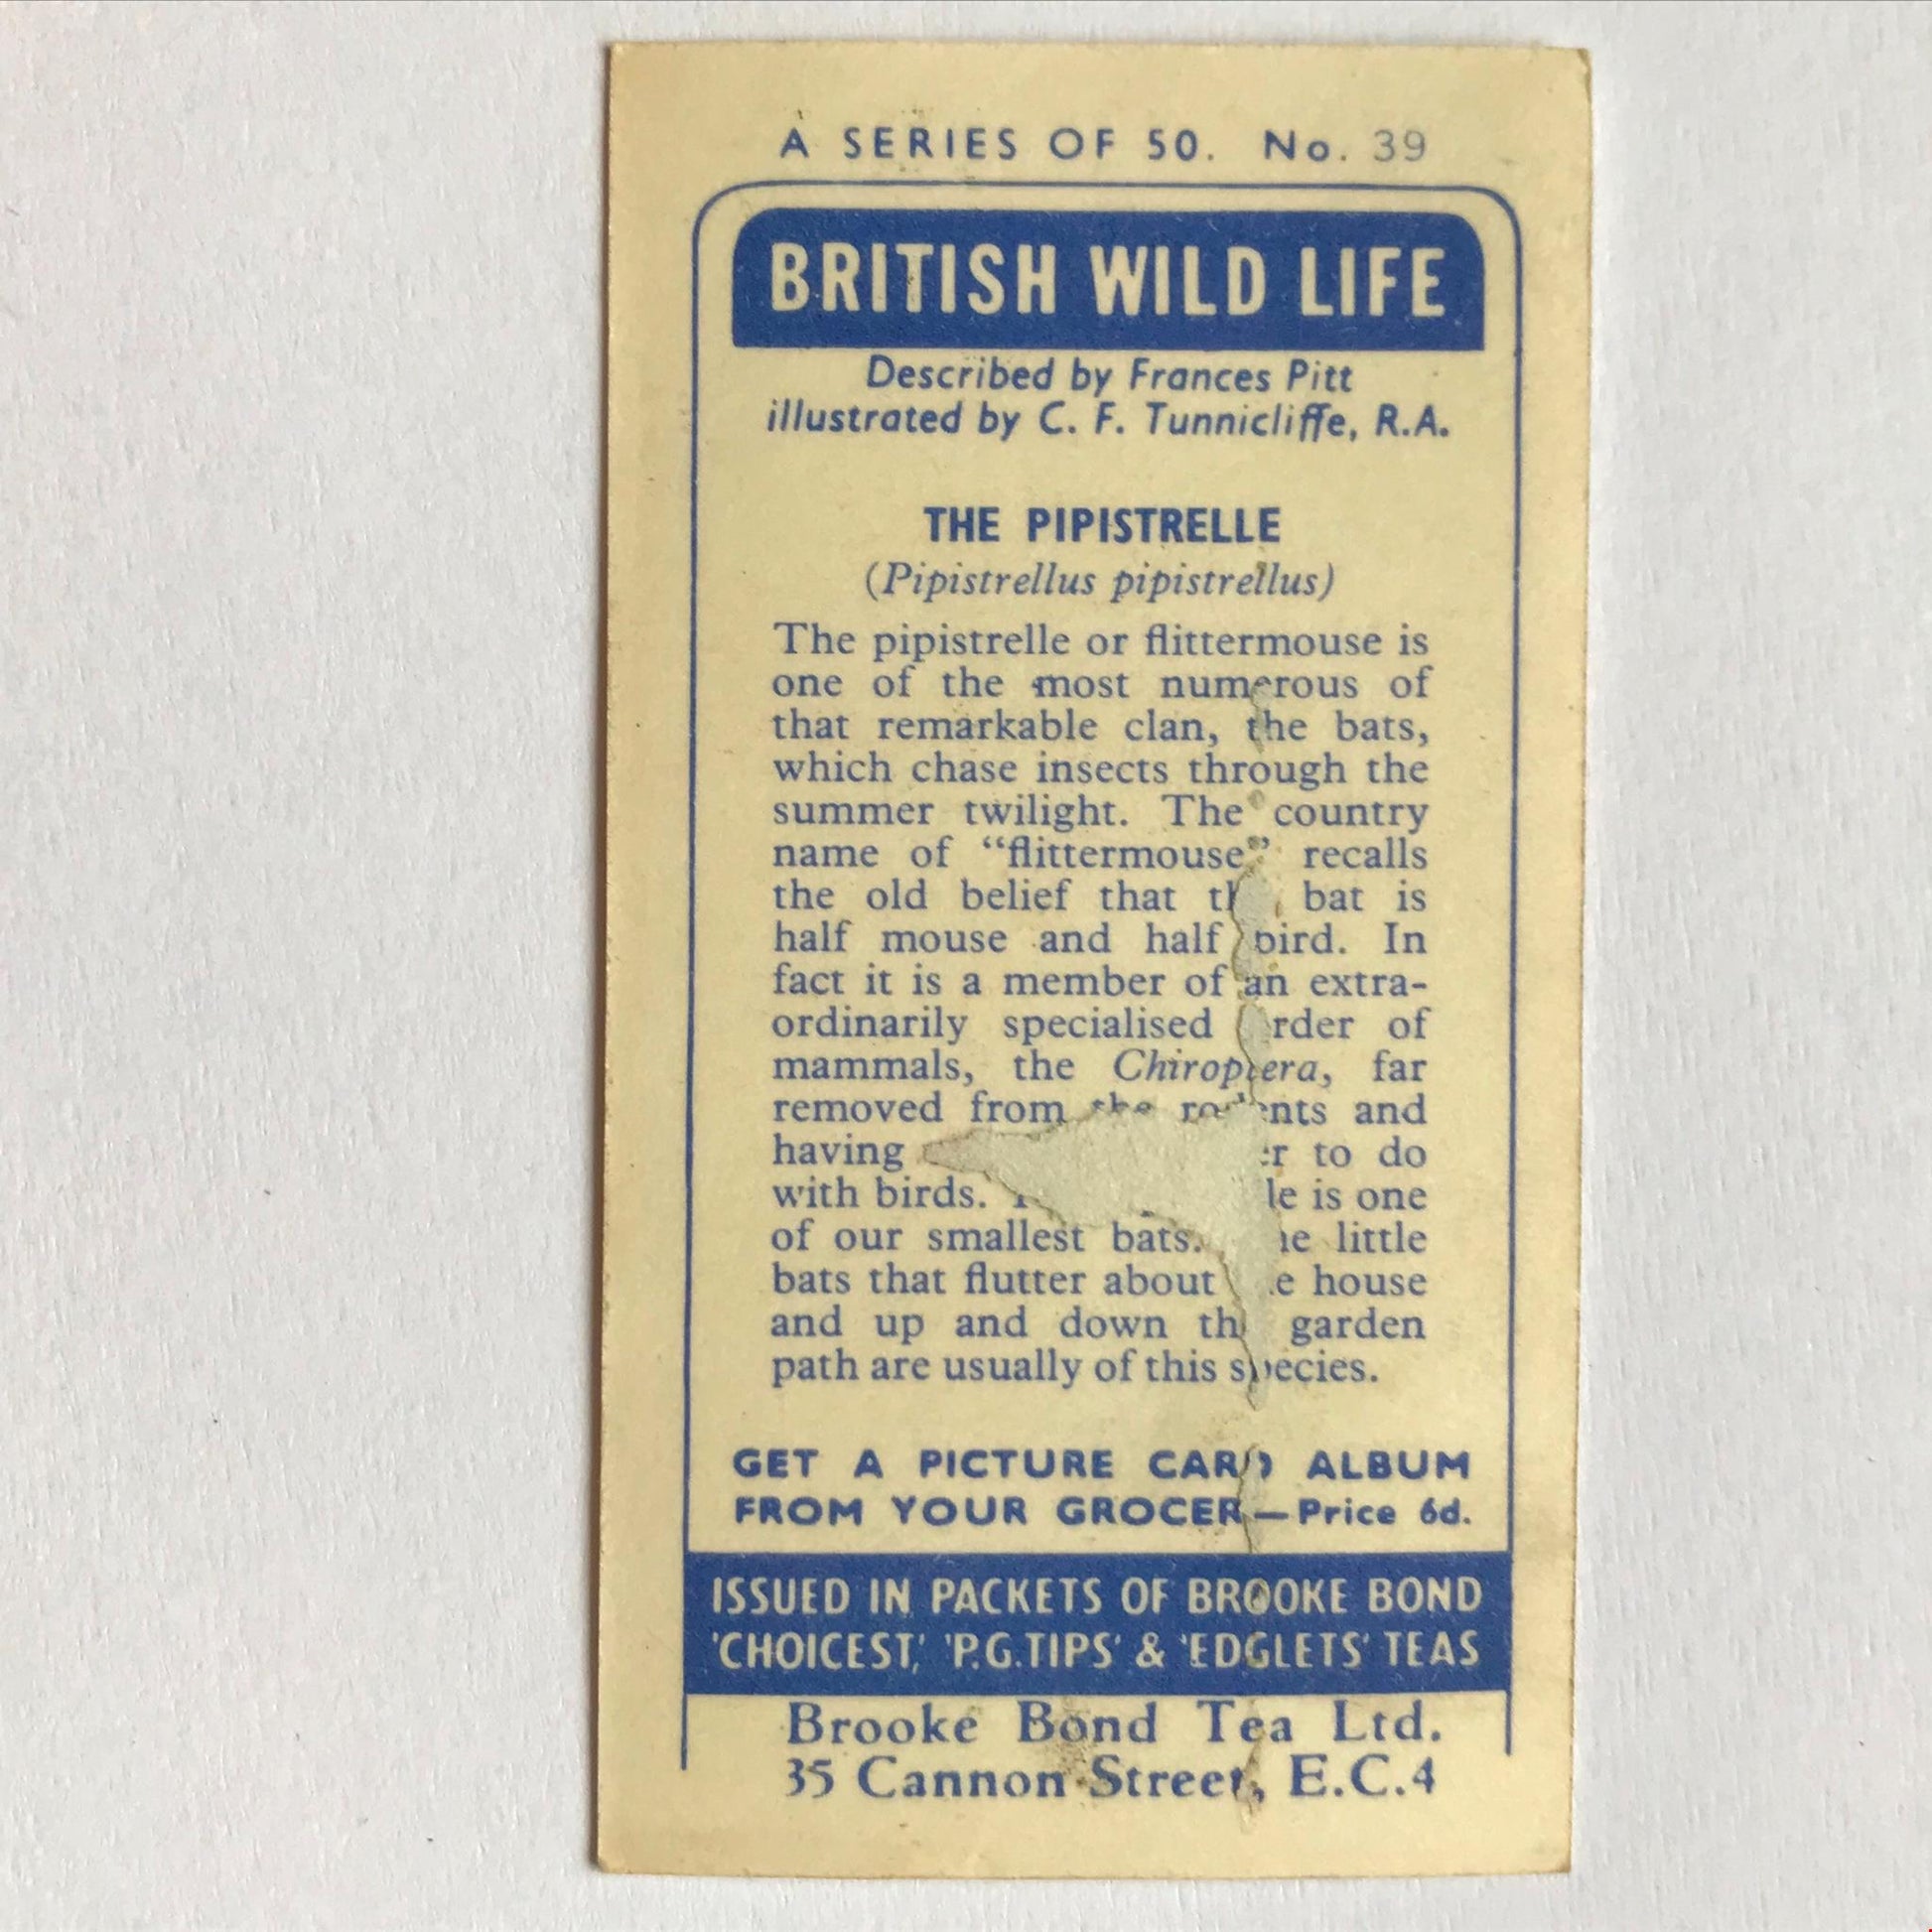 A SERIES OF 50. No. 39
BRITISH WILD LIFE
Described by Frances Pitt
illustrated by C. F. Tunnicliffe, R.A.
THE PIPISTRELLE
(Pipistrellus pipistrellus)
The pipistrelle or flittermouse is
one of the most numerous of
that remarkable clan, the bats,
which chase insects through the
summer twilight. The country
name of “flittermouse” recalls
the old belief that bat is
half mouse and half bird. In
fact it is a member of an extra-
ordinarily specialised order of
mammals, the Chiroptera, far
removed from the rodents and
having to do
with birds. is one
of our smallest bats. little
bats that flutter about house
and up and down the garden
path are usually of this species.
GET A PICTURE CARD ALBUM
FROM YOUR GROCER—Price 6d.
ISSUED IN PACKETS OF BROOKE BOND
'CHOICEST,' 'P.G.TIPS' & 'EDGLETS' TEAS
Brooke Bond Tea Ltd.
35 Cannon Street, E.C.4